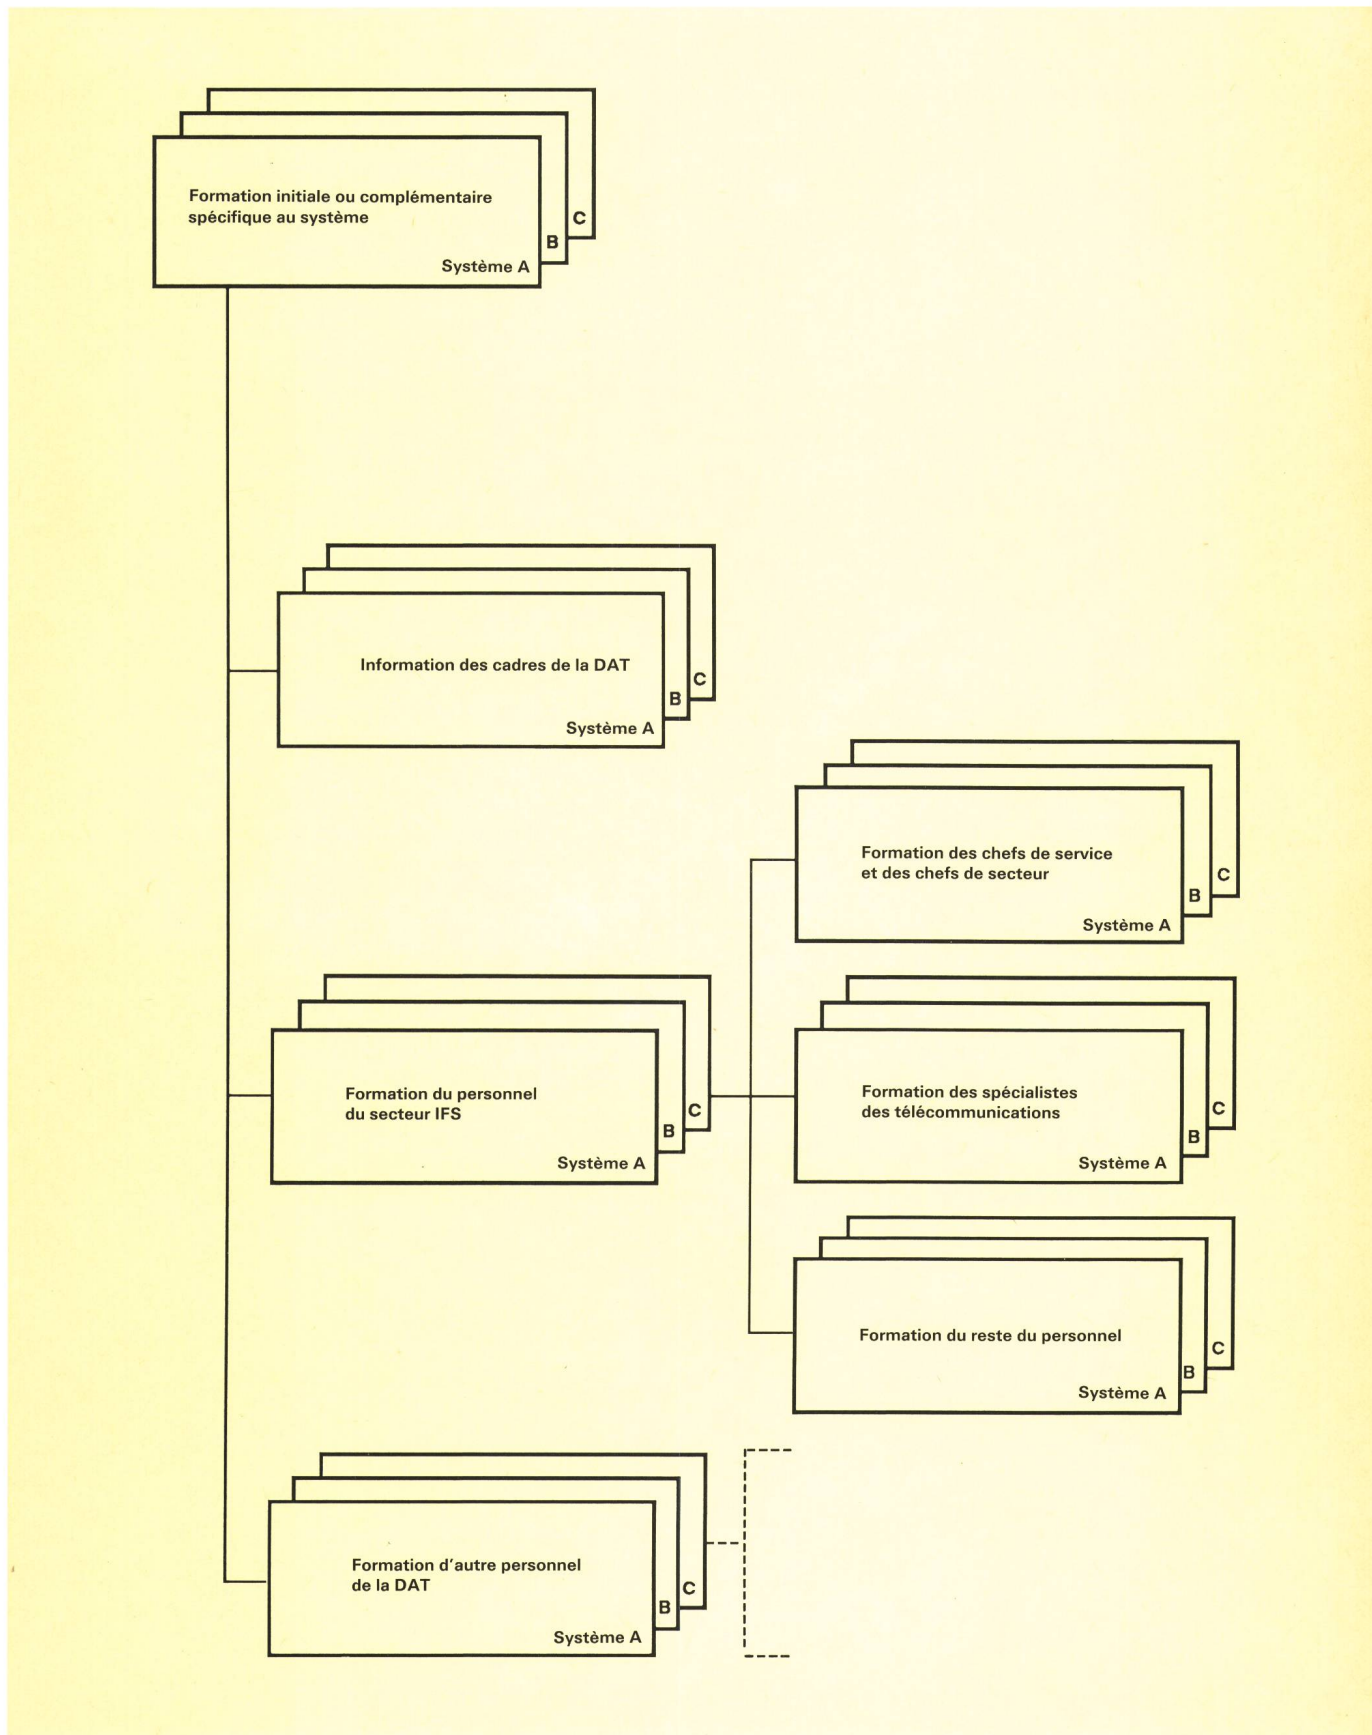 Formation initiale ou complémentaire
spécifique au système
C
B
Système A
Information des cadres de la DAT
C
B
Système A
Formation des chefs de service
et des chefs de secteur
C
B
Système A
Formation du personnel
du secteur IFS
C
B
Système A
Formation des spécialistes
des télécommunications
C
B
Système A
Formation du reste du personnel
C
B
Système A
Formation d'autre personnel
de la DAT
C
B
Système A